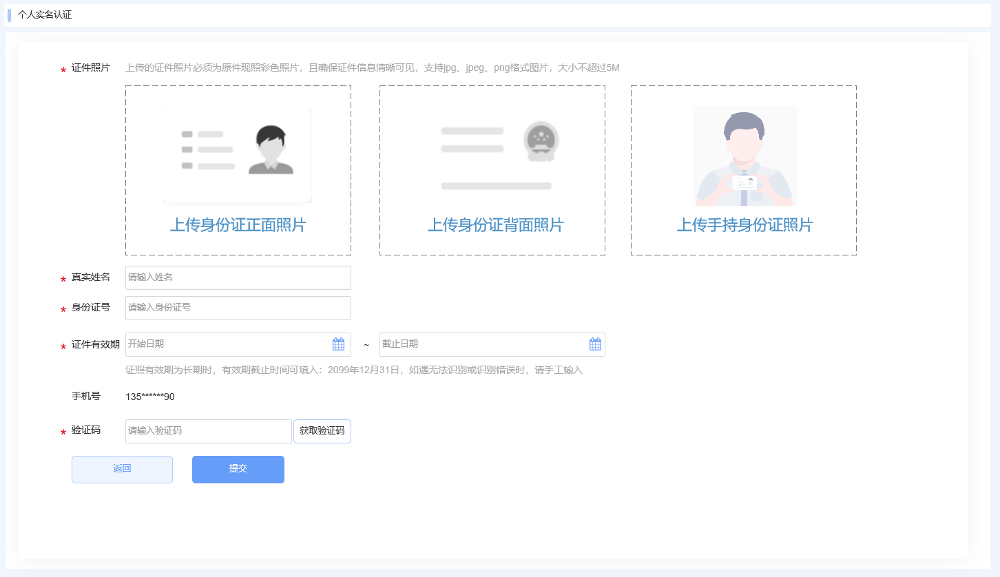 个人实名认证
* 证件照片 上传的证件照片必须为原件现照彩色照片，且确保证件信息清晰可见，支持jpg、jpeg、png格式图片，大小不超过5M
上传身份证正面照片 上传身份证背面照片 上传手持身份证照片
* 真实姓名 请输入姓名
* 身份证号 请输入身份证号
* 证件有效期 开始日期 ~ 截止日期
证照有效期为长期时，有效期截止时间可填入：2099年12月31日，如遇无法识别或识别错误时，请手工输入
手机号 135******90
* 验证码 请输入验证码 获取验证码
返回 提交